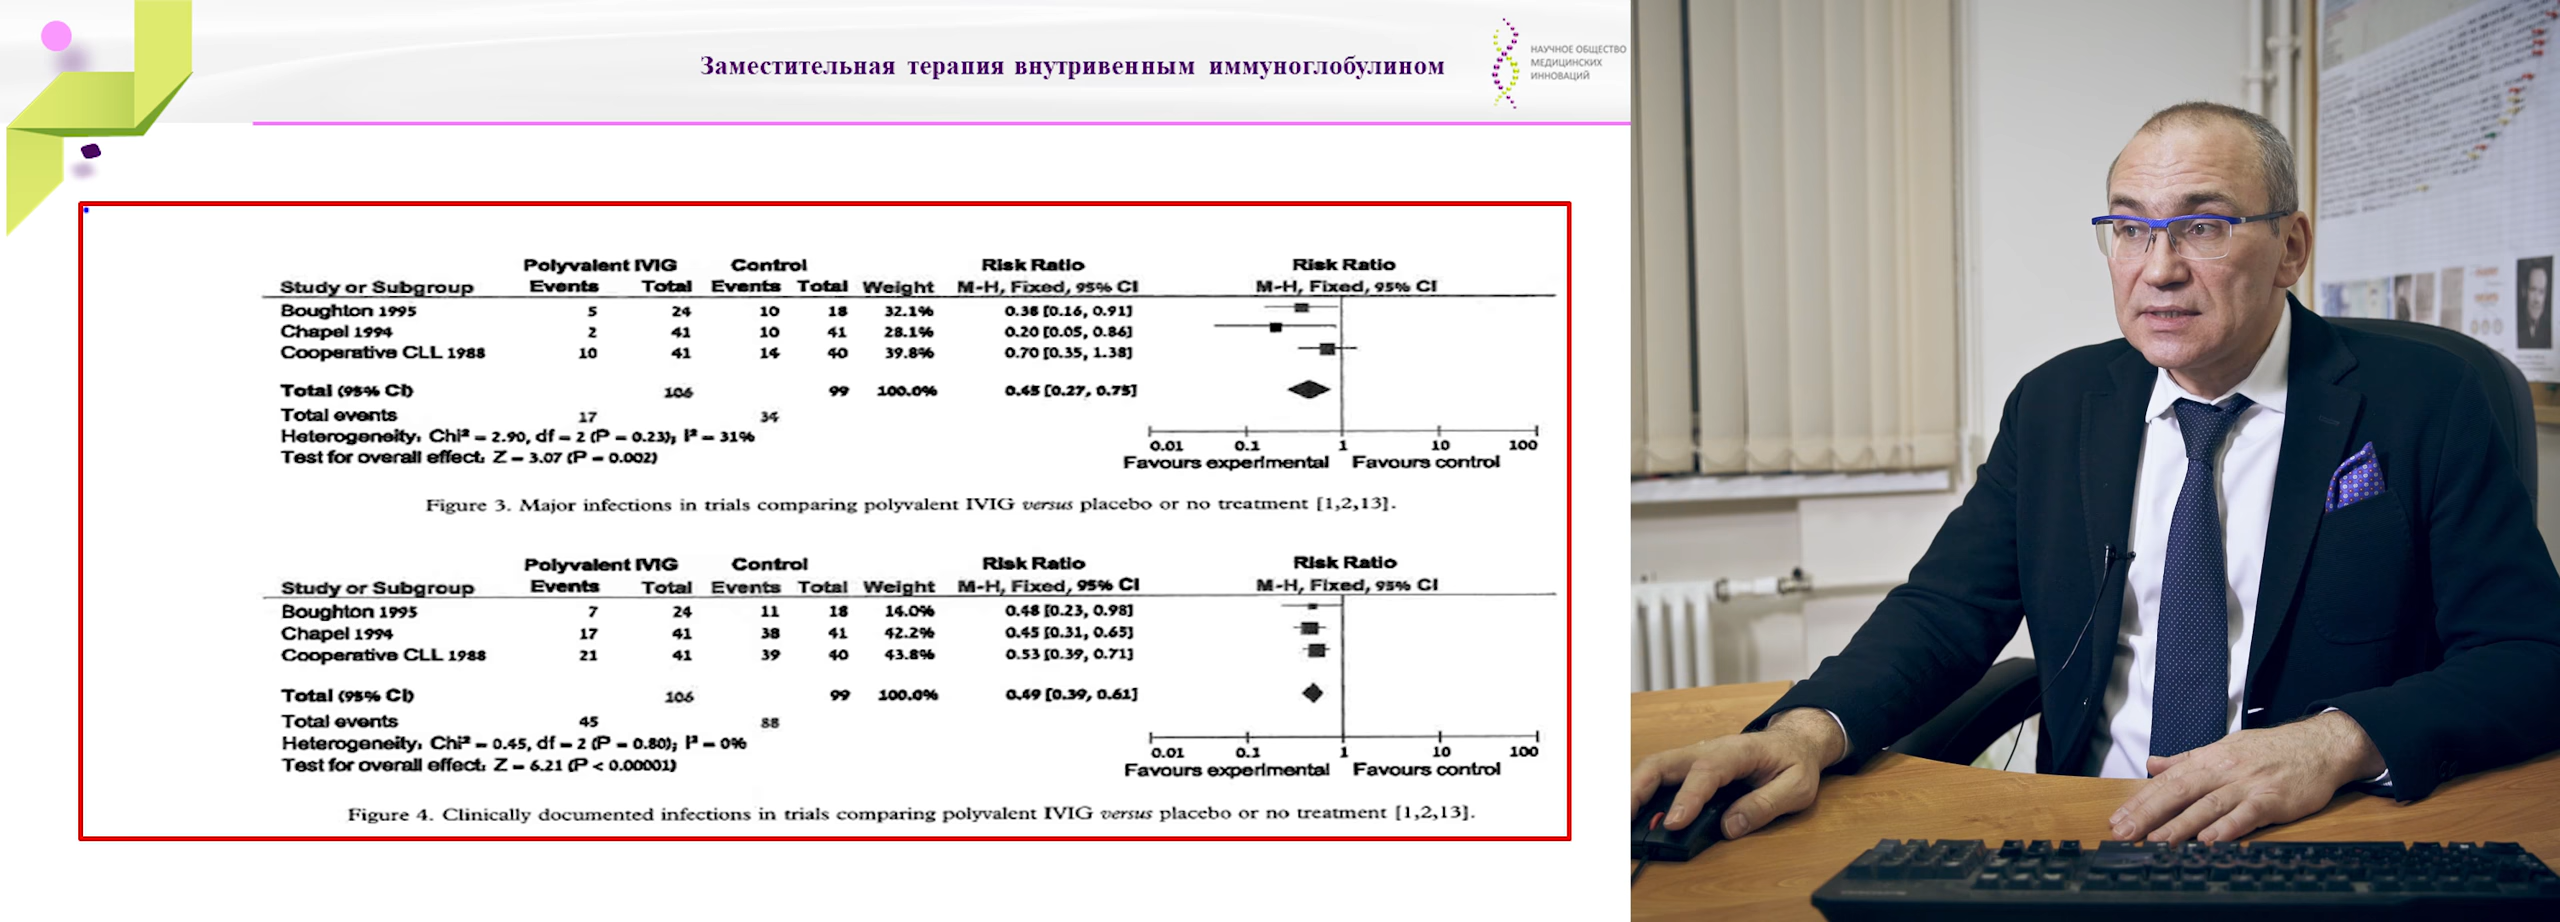 Заместительная терапия внутривенным иммуноглобулином
НАУЧНОЕ ОБЩЕСТВО
МЕДИЦИНСКИХ
ИННОВАЦИЙ
Polyvalent IVIG Control Risk Ratio Risk Ratio
Study or Subgroup Events Total Events Total Weight M-H, Fixed, 95% CI M-H, Fixed, 95% CI
Boughton 1995 5 24 10 18 32.1% 0.38 [0.16, 0.91]
Chapel 1994 2 41 10 41 28.1% 0.20 [0.05, 0.86]
Cooperative CLL 1988 10 41 14 40 39.8% 0.70 [0.35, 1.38]
Total (95% CI) 106 99 100.0% 0.45 [0.27, 0.75]
Total events 17 34
Heterogeneity: Chi² = 2.90, df = 2 (P = 0.23); I² = 31%
Test for overall effect: Z = 3.07 (P = 0.002)
0.01 0.1 1 10 100
Favours experimental Favours control
Figure 3. Major infections in trials comparing polyvalent IVIG versus placebo or no treatment [1,2,13].
Polyvalent IVIG Control Risk Ratio Risk Ratio
Study or Subgroup Events Total Events Total Weight M-H, Fixed, 95% CI M-H, Fixed, 95% CI
Boughton 1995 7 24 11 18 14.0% 0.48 [0.23, 0.98]
Chapel 1994 17 41 38 41 42.2% 0.45 [0.31, 0.65]
Cooperative CLL 1988 21 41 39 40 43.8% 0.53 [0.39, 0.71]
Total (95% CI) 106 99 100.0% 0.49 [0.39, 0.61]
Total events 45 88
Heterogeneity: Chi² = 0.45, df = 2 (P = 0.80); I² = 0%
Test for overall effect: Z = 6.21 (P < 0.00001)
0.01 0.1 1 10 100
Favours experimental Favours control
Figure 4. Clinically documented infections in trials comparing polyvalent IVIG versus placebo or no treatment [1,2,13].